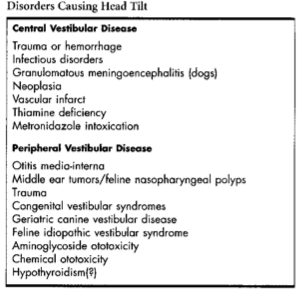 Disorders Causing Head Tilt
Central Vestibular Disease
Trauma or hemorrhage
Infectious disorders
Granulomatous meningoencephalitis (dogs)
Neoplasia
Vascular infarct
Thiamine deficiency
Metronidazole intoxication
Peripheral Vestibular Disease
Otitis media-interna
Middle ear tumors/feline nasopharyngeal polyps
Trauma
Congenital vestibular syndromes
Geriatric canine vestibular disease
Feline idiopathic vestibular syndrome
Aminoglycoside ototoxicity
Chemical ototoxicity
Hypothyroidism(?)